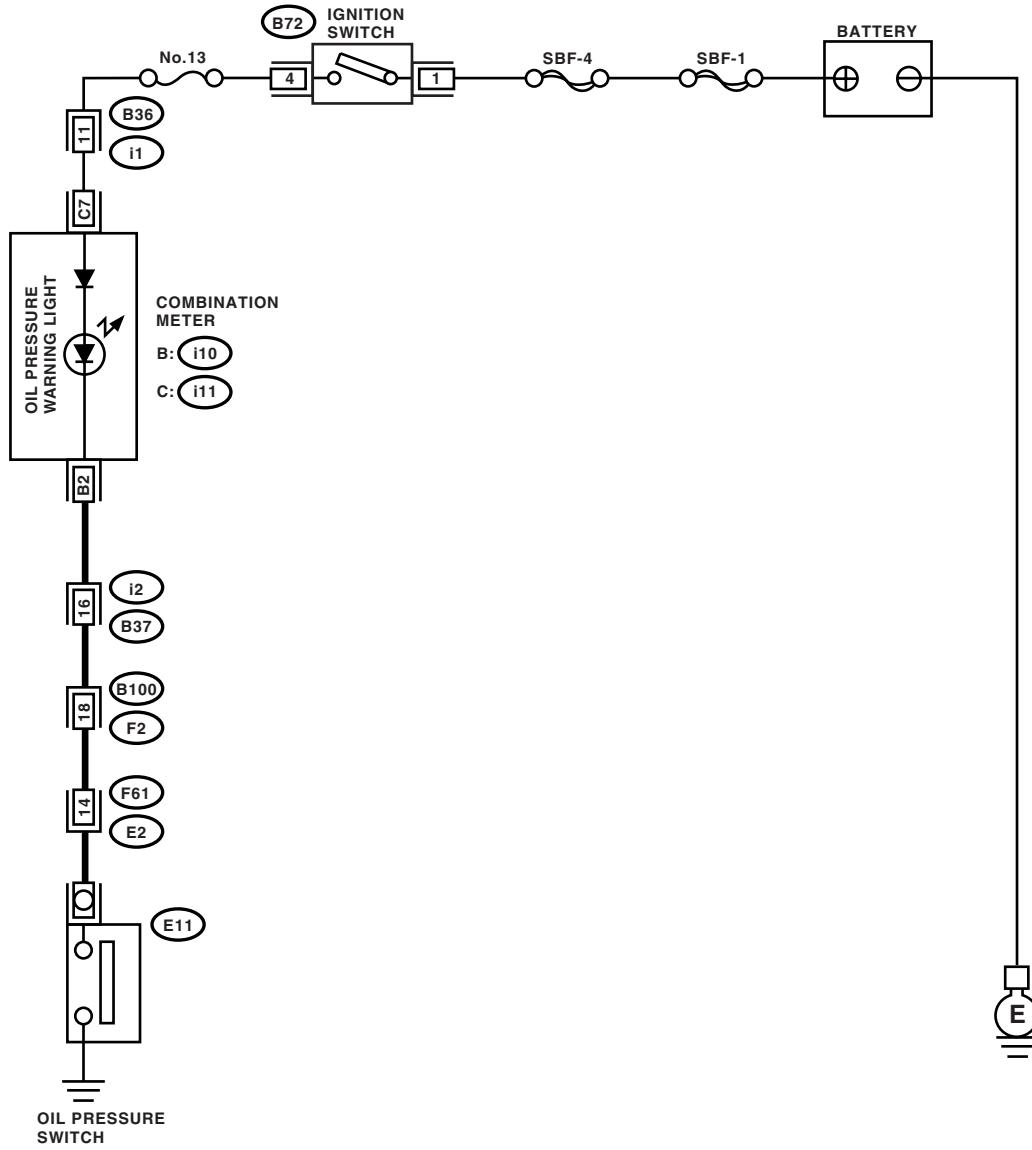 B72
IGNITION
SWITCH
BATTERY
No.13
SBF-4
SBF-1
4
1
11
B36
i1
C7
OIL PRESSURE
WARNING LIGHT
COMBINATION
METER
B: i10
C: i11
B2
16
i2
B37
18
B100
F2
14
F61
E2
E11
E
OIL PRESSURE
SWITCH